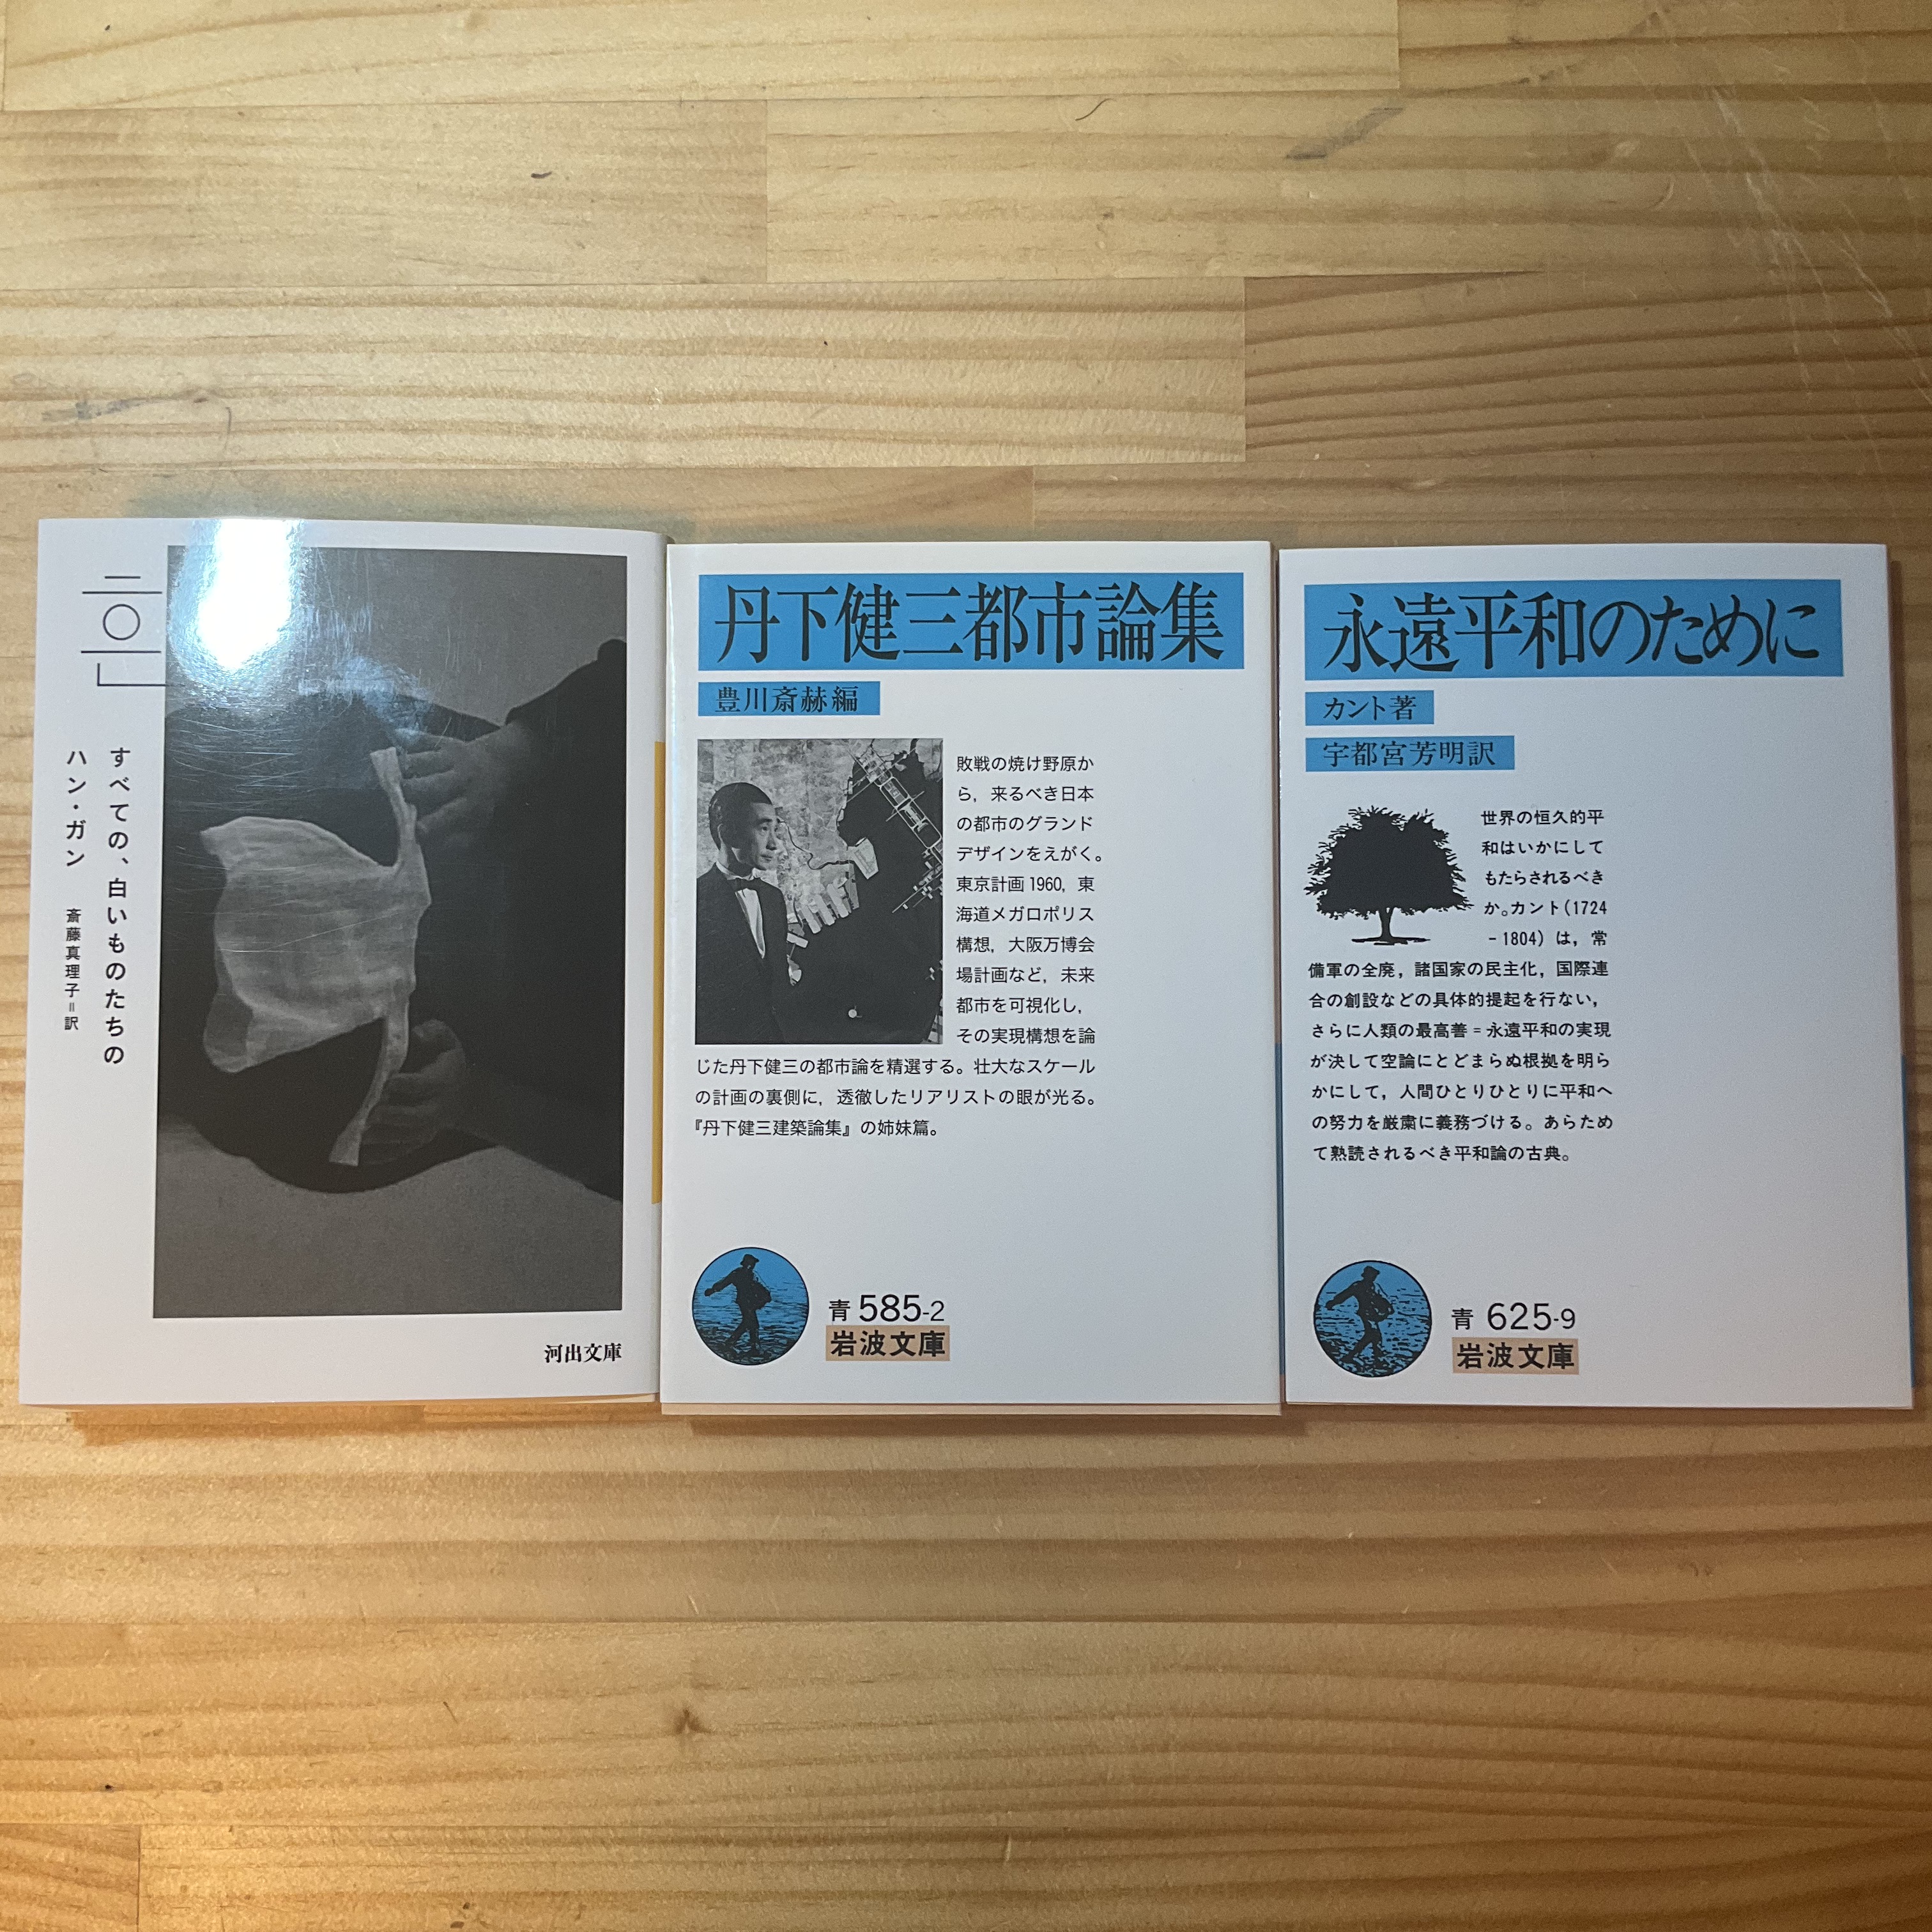 흰
すべての、白いものたちの
ハン・ガン 斎藤真理子=訳
河出文庫
丹下健三都市論集
豊川斎赫編
敗戦の焼け野原か
ら，来るべき日本
の都市のグランド
デザインをえがく。
東京計画1960，東
海道メガロポリス
構想，大阪万博会
場計画など，未来
都市を可視化し，
その実現構想を論
じた丹下健三の都市論を精選する。壮大なスケール
の計画の裏側に，透徹したリアリストの眼が光る。
『丹下健三建築論集』の姉妹篇。
青 585-2
岩波文庫
永遠平和のために
カント著
宇都宮芳明訳
世界の恒久的平
和はいかにして
もたらされるべき
か。カント(1724
-1804) は，常
備軍の全廃，諸国家の民主化，国際連
合の創設などの具体的提起を行ない，
さらに人類の最高善=永遠平和の実現
が決して空論にとどまらぬ根拠を明ら
かにして，人間ひとりひとりに平和へ
の努力を厳粛に義務づける。あらため
て熟読されるべき平和論の古典。
青 625-9
岩波文庫